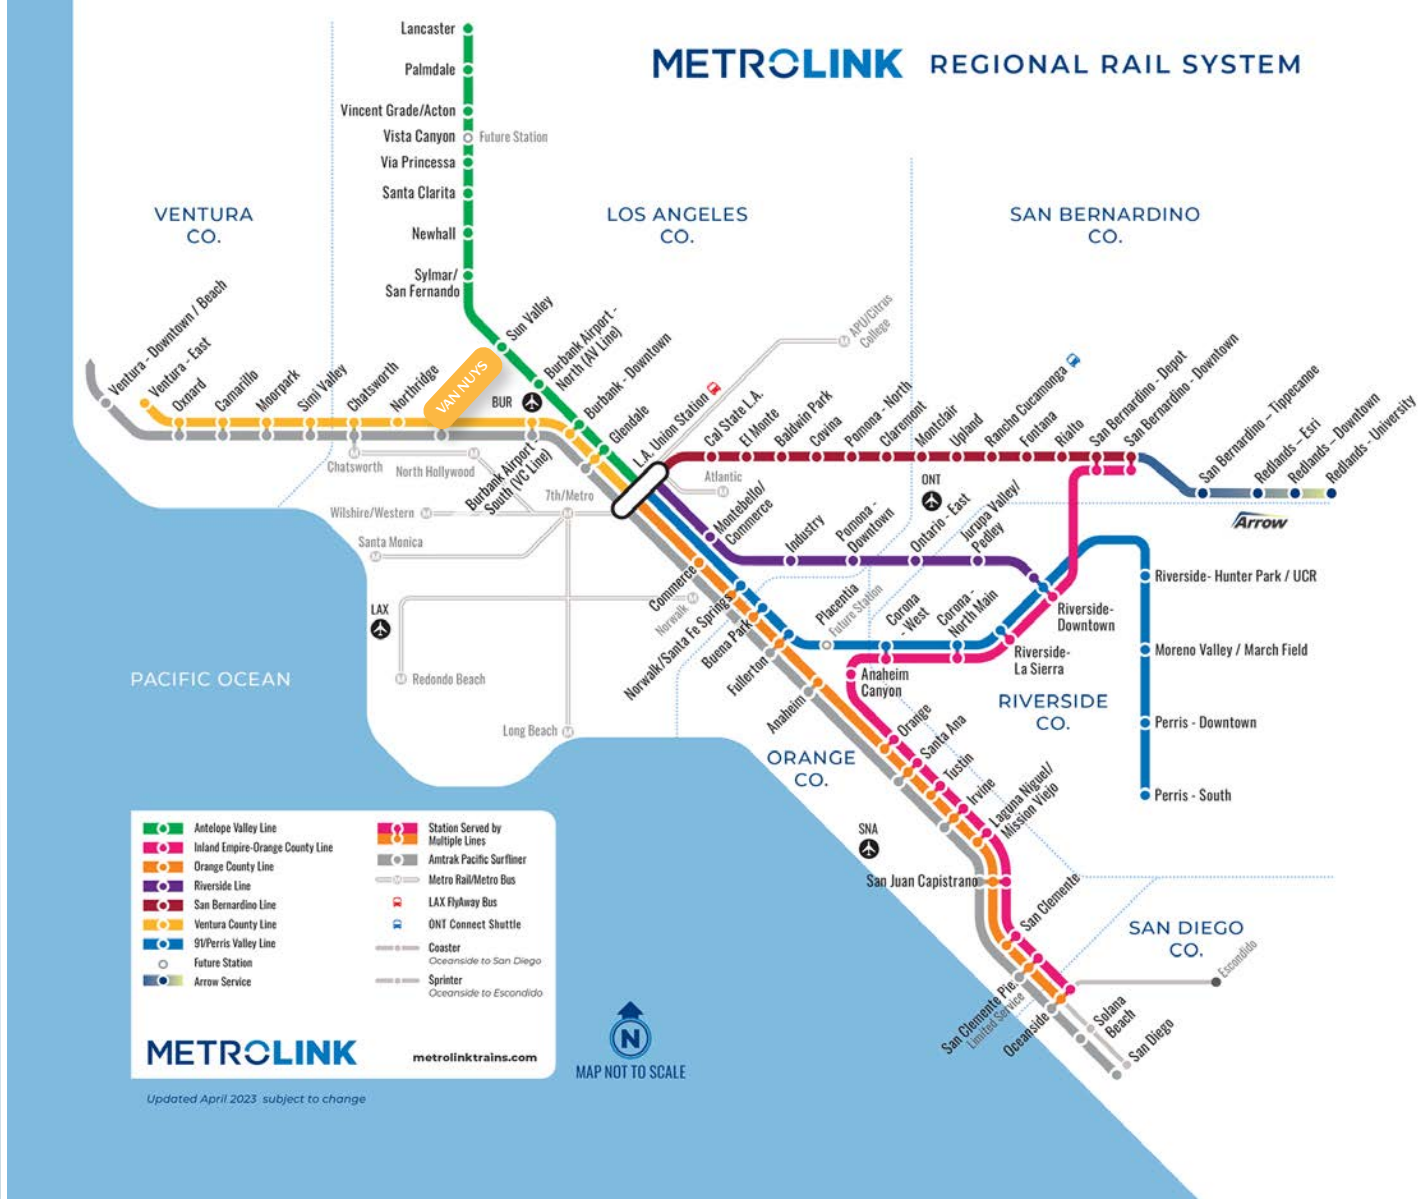 METROLINK REGIONAL RAIL SYSTEM
Lancaster
Palmdale
Vincent Grade/Acton
Vista Canyon
Future Station
Via Princessa
Santa Clarita
Newhall
Sylmar/
San Fernando
VENTURA
CO.
LOS ANGELES
CO.
SAN BERNARDINO
CO.
Ventura - Downtown / Beach
Ventura - East
Oxnard
Camarillo
Moorpark
Simi Valley
Chatsworth
Northridge
VAN NUYS
BUR
Sun Valley
Burbank Airport -
North (AV Line)
Burbank - Downtown
Glendale
L.A. Union Station
Burbank Airport -
South (VC Line)
M
APU/Citrus
College
Cal State L.A.
El Monte
Baldwin Park
Covina
Pomona - North
Claremont
Montclair
Upland
Rancho Cucamonga
Fontana
Rialto
San Bernardino - Depot
San Bernardino - Downtown
San Bernardino – Tippecanoe
Redlands – Esri
Redlands – Downtown
Redlands - University
Arrow
M
Chatsworth
M
North Hollywood
Wilshire/Western
M
7th/Metro
M
Santa Monica
M
Atlantic
M
ONT
Montebello/
Commerce
Industry
Pomona -
Downtown
Ontario - East
Jurupa Valley/
Pedley
LAX
M
Redondo Beach
Long Beach
M
Commerce
Norwalk
M
Norwalk/Santa Fe Springs
Buena Park
Fullerton
Anaheim
Placentia
Future Station
Corona
- West
Corona -
North Main
Riverside-
Downtown
Riverside-
La Sierra
Riverside- Hunter Park / UCR
Moreno Valley / March Field
Perris - Downtown
Perris - South
RIVERSIDE
CO.
Anaheim
Canyon
PACIFIC OCEAN
ORANGE
CO.
Orange
Santa Ana
Tustin
Irvine
Laguna Niguel/
Mission Viejo
SNA
San Juan Capistrano
San Clemente
San Clemente Pier
Limited Service
Oceanside
SAN DIEGO
CO.
Escondido
Solana
Beach
San Diego
Antelope Valley Line
Inland Empire-Orange County Line
Orange County Line
Riverside Line
San Bernardino Line
Ventura County Line
91/Perris Valley Line
Future Station
Arrow Service
Station Served by
Multiple Lines
Amtrak Pacific Surfliner
M
Metro Rail/Metro Bus
LAX FlyAway Bus
ONT Connect Shuttle
Coaster
Oceanside to San Diego
Sprinter
Oceanside to Escondido
METROLINK
metrolinktrains.com
N
MAP NOT TO SCALE
Updated April 2023 subject to change